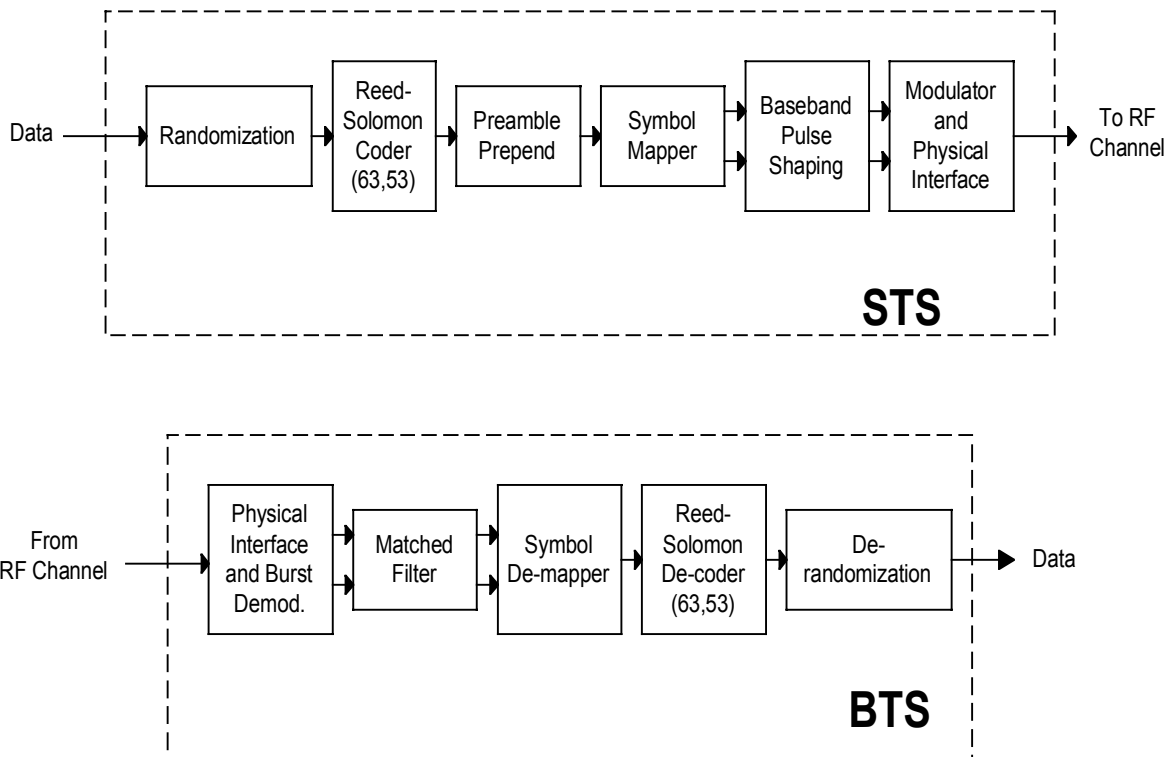 Data
Randomization
Reed-
Solomon
Coder
(63,53)
Preamble
Prepend
Symbol
Mapper
Baseband
Pulse
Shaping
Modulator
and
Physical
Interface
To RF
Channel
STS
From
RF Channel
Physical
Interface
and Burst
Demod.
Matched
Filter
Symbol
De-mapper
Reed-
Solomon
De-coder
(63,53)
De-
randomization
Data
BTS